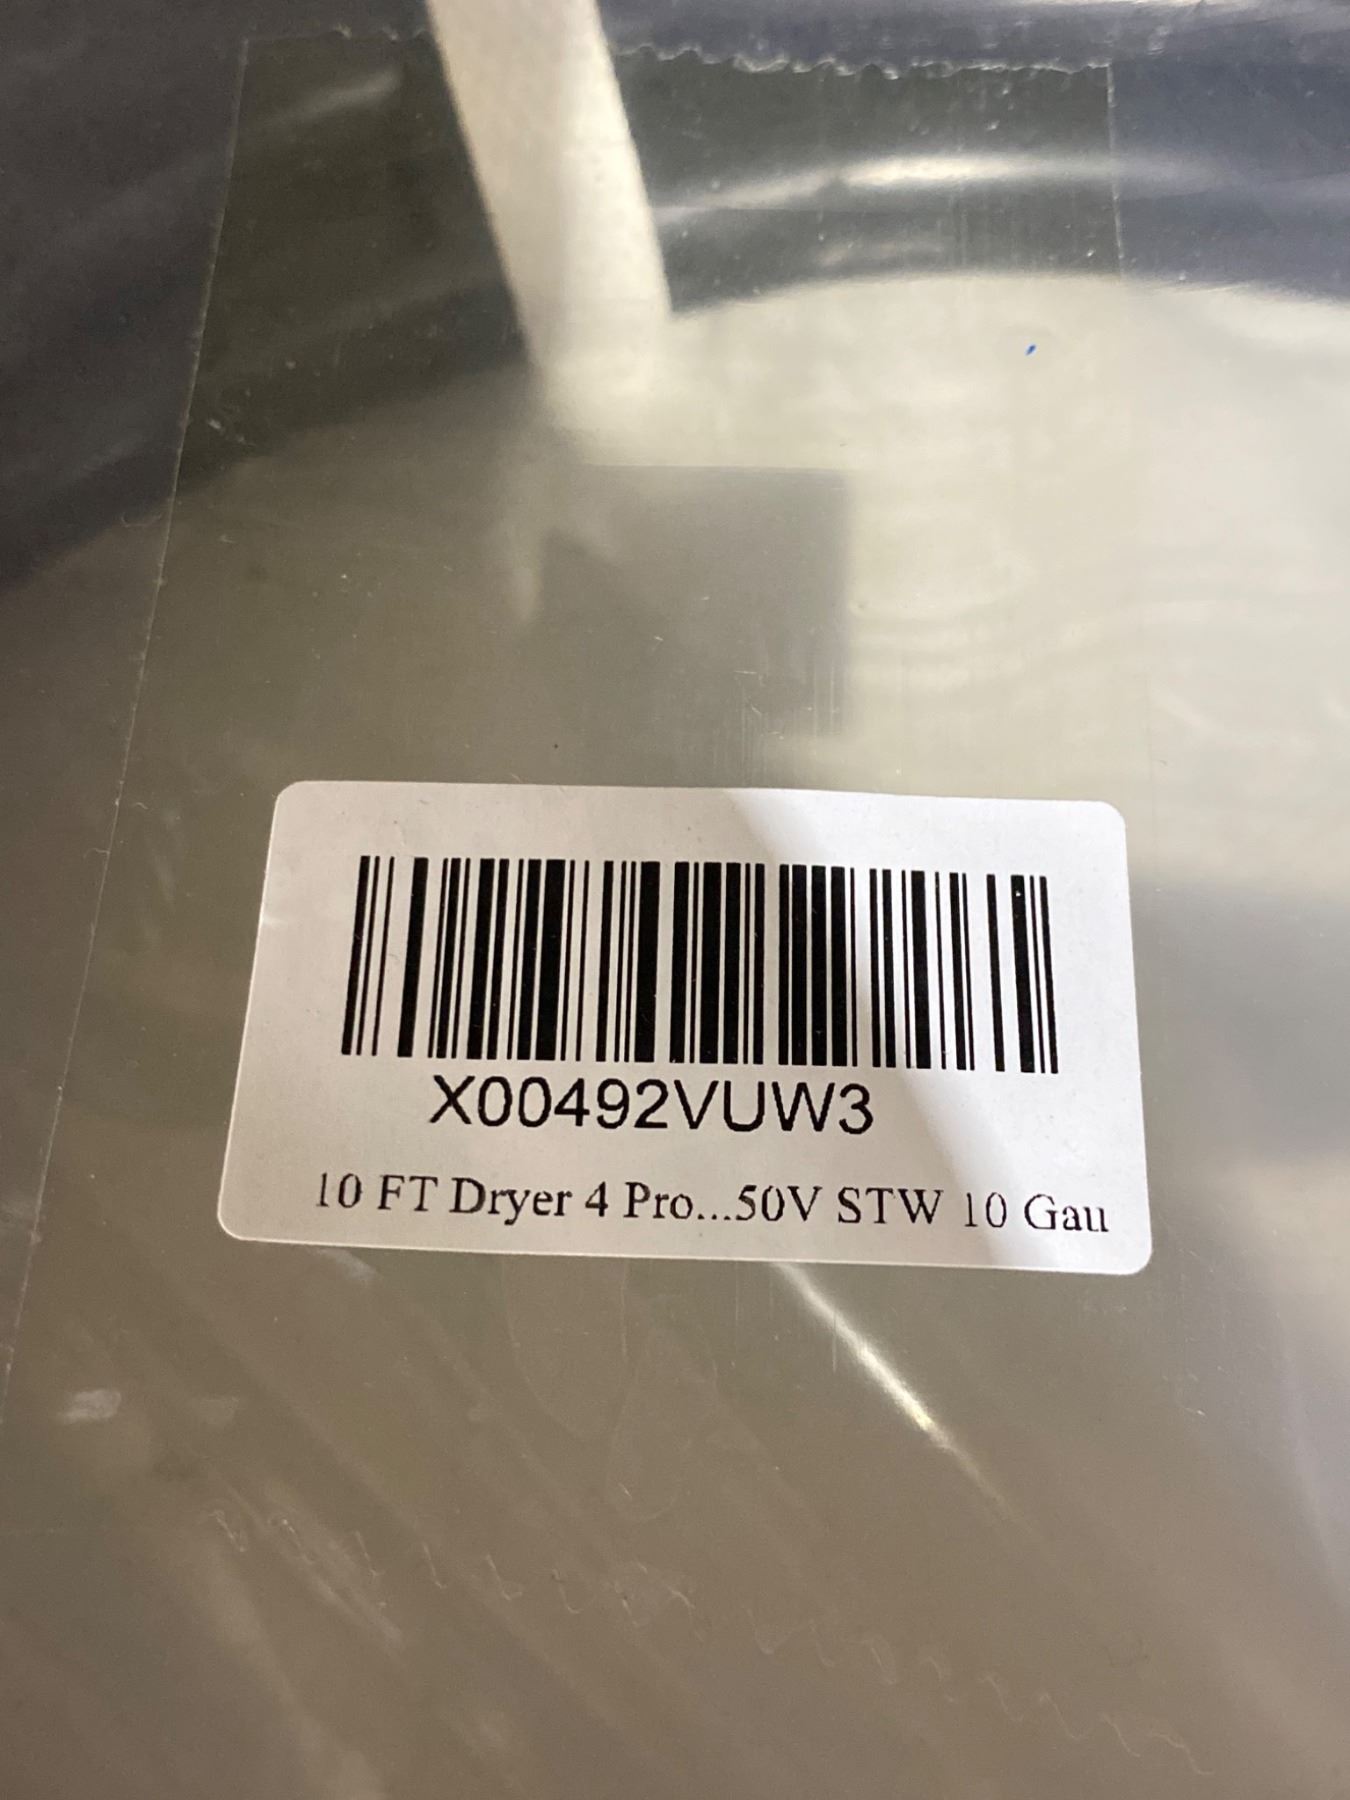 X00492VUW3
10 FT Dryer 4 Pro...50V STW 10 Gau